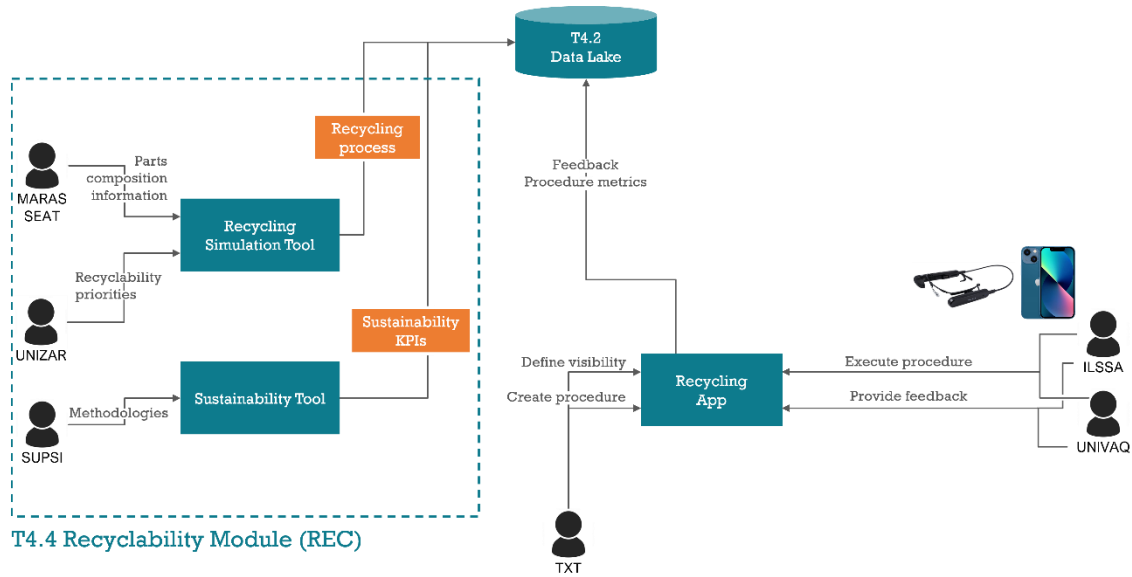 T4.2
Data Lake
Recycling
process
Parts
composition
information
MARAS
SEAT
Feedback
Procedure metrics
Recycling
Simulation Tool
Recyclability
priorities
UNIZAR
Sustainability
KPIs
Define visibility
Execute procedure
ILSSA
Recycling
App
Create procedure
Provide feedback
Sustainability Tool
Methodologies
SUPSI
UNIVAQ
T4.4 Recyclability Module (REC)
TXT